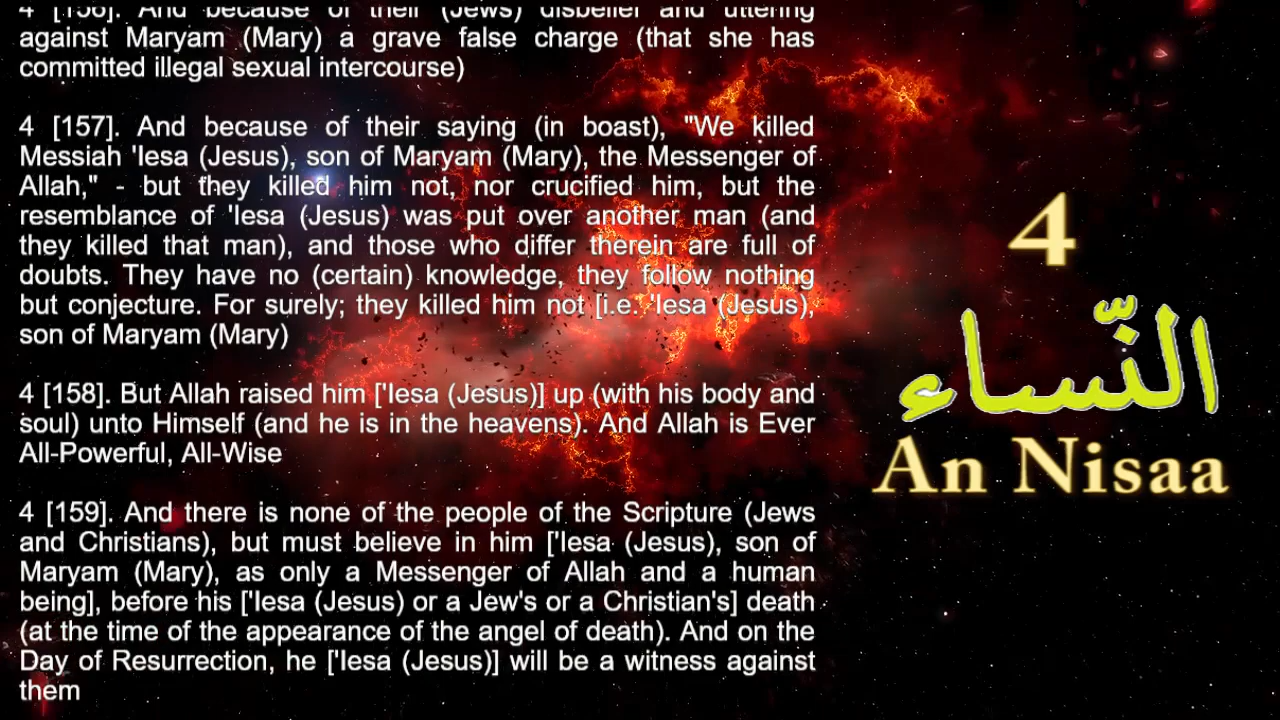 4 [156]. And because of their (Jews) disbelief and uttering
against Maryam (Mary) a grave false charge (that she has
committed illegal sexual intercourse)
4 [157]. And because of their saying (in boast), "We killed
Messiah 'Iesa (Jesus), son of Maryam (Mary), the Messenger of
Allah," - but they killed him not, nor crucified him, but the
resemblance of 'Iesa (Jesus) was put over another man (and
they killed that man), and those who differ therein are full of
doubts. They have no (certain) knowledge, they follow nothing
but conjecture. For surely; they killed him not [i.e. 'Iesa (Jesus),
son of Maryam (Mary)
4 [158]. But Allah raised him ['Iesa (Jesus)] up (with his body and
soul) unto Himself (and he is in the heavens). And Allah is Ever
All-Powerful, All-Wise
4 [159]. And there is none of the people of the Scripture (Jews
and Christians), but must believe in him ['Iesa (Jesus), son of
Maryam (Mary), as only a Messenger of Allah and a human
being], before his ['Iesa (Jesus) or a Jew's or a Christian's] death
(at the time of the appearance of the angel of death). And on the
Day of Resurrection, he ['Iesa (Jesus)] will be a witness against
them
4
النّساء
An Nisaa